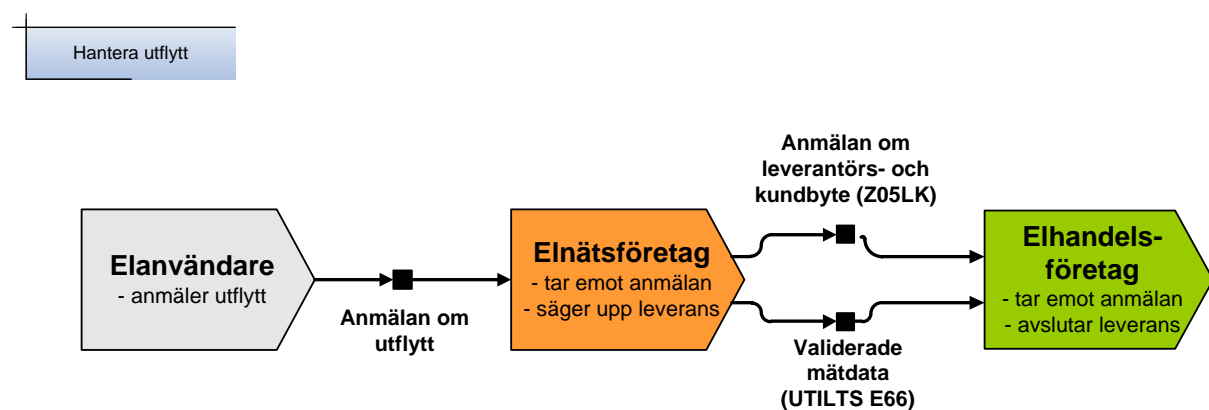 Hantera utflytt
Elanvändare
- anmäler utflytt
Anmälan om
utflytt
Elnätsföretag
- tar emot anmälan
- säger upp leverans
Anmälan om
leverantörs- och
kundbyte (Z05LK)
Validerade
mätdata
(UTILTS E66)
Elhandels-
företag
- tar emot anmälan
- avslutar leverans